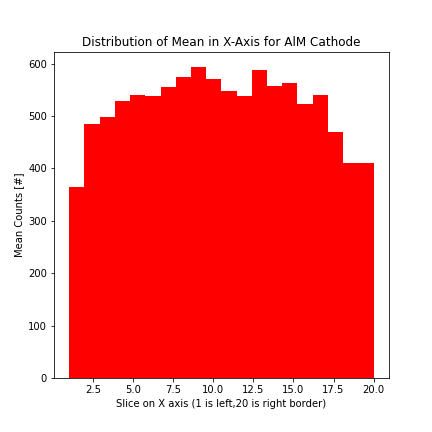 Distribution of Mean in X-Axis for AlM Cathode
600
500
400
300
200
100
0
Mean Counts [#]
2.5 5.0 7.5 10.0 12.5 15.0 17.5 20.0
Slice on X axis (1 is left,20 is right border)